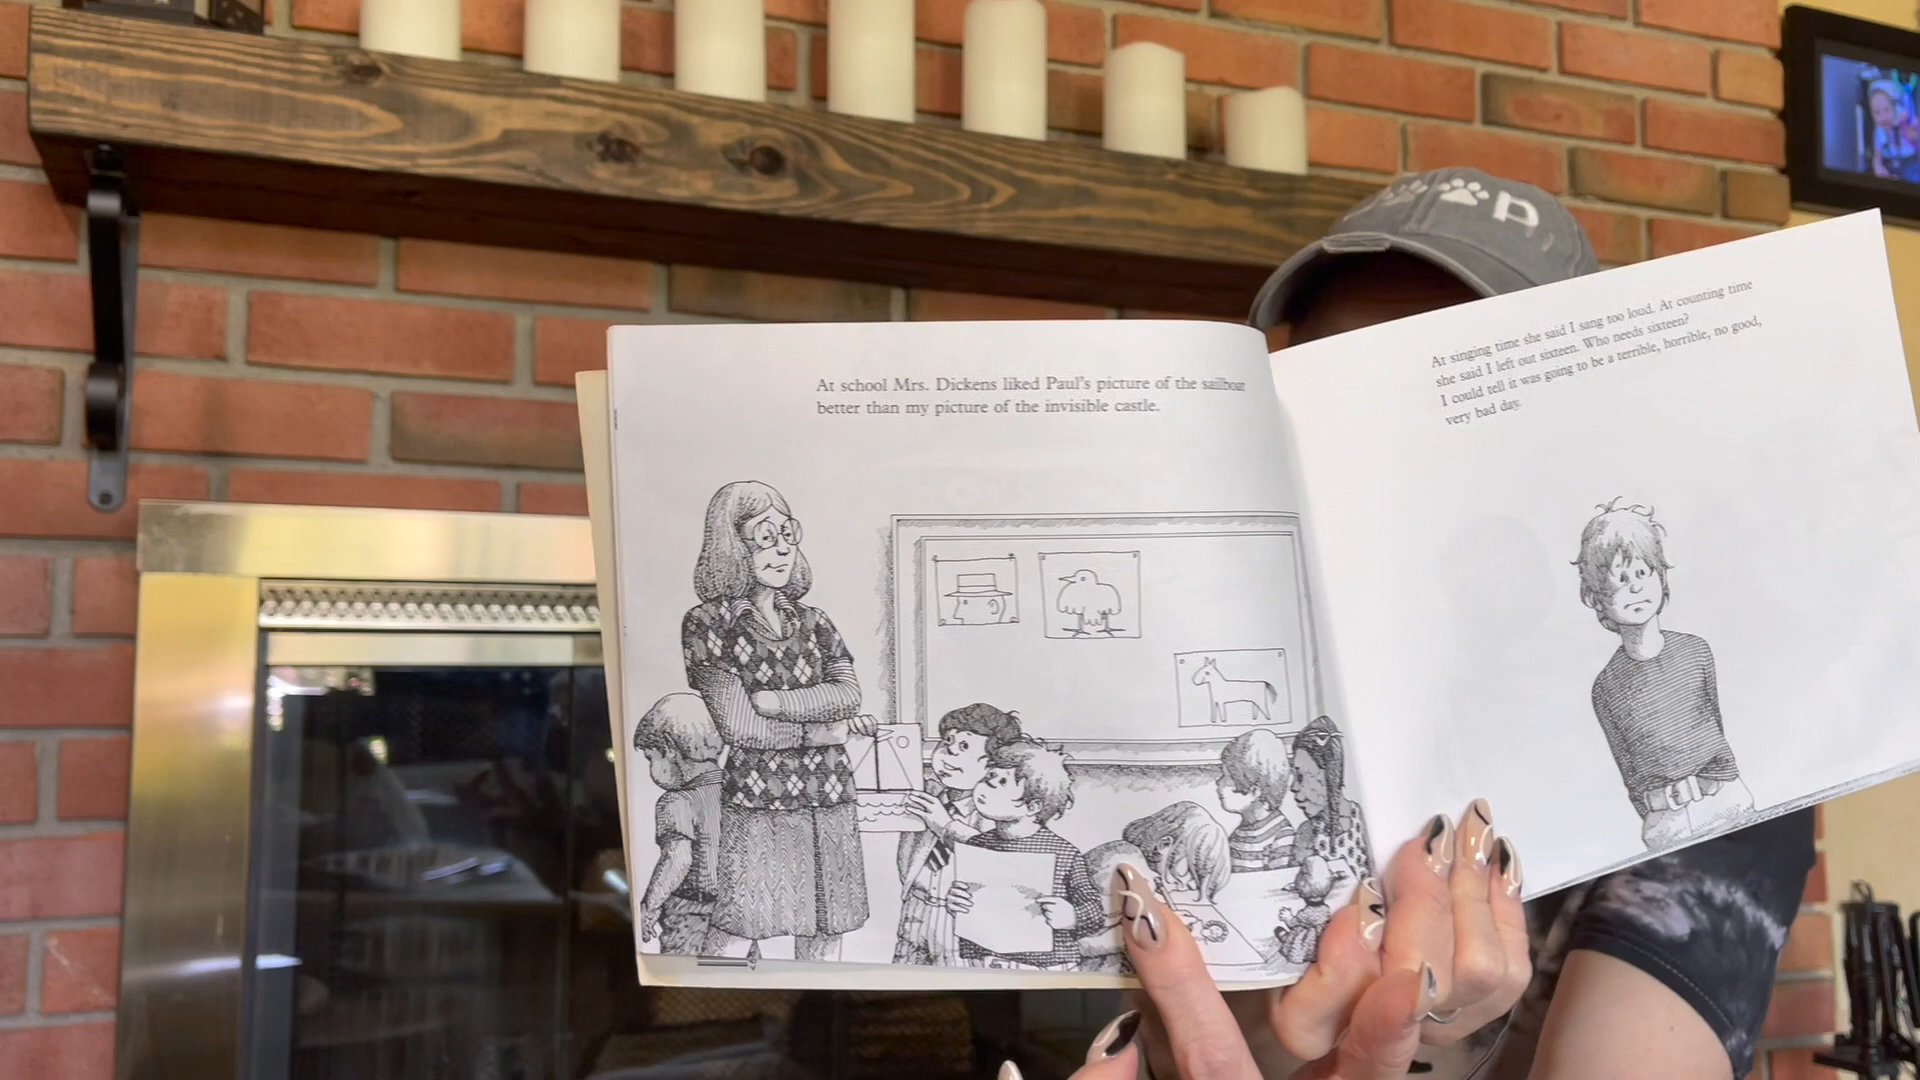 At school Mrs. Dickens liked Paul's picture of the sailboat
better than my picture of the invisible castle.
At singing time she said I sang too loud. At counting time
she said I left out sixteen. Who needs sixteen?
I could tell it was going to be a terrible, horrible, no good,
very bad day.